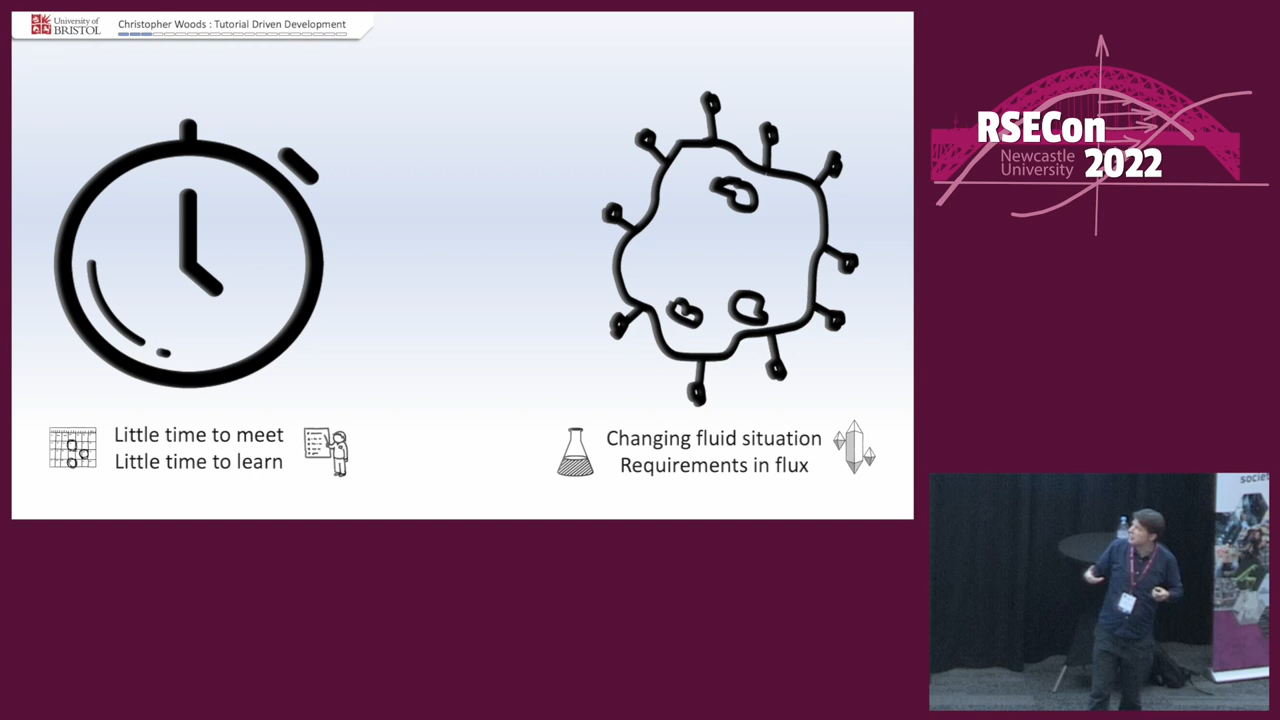 University of
BRISTOL
Christopher Woods : Tutorial Driven Development
RSECon
Newcastle
University
2022
Little time to meet
Little time to learn
Changing fluid situation
Requirements in flux